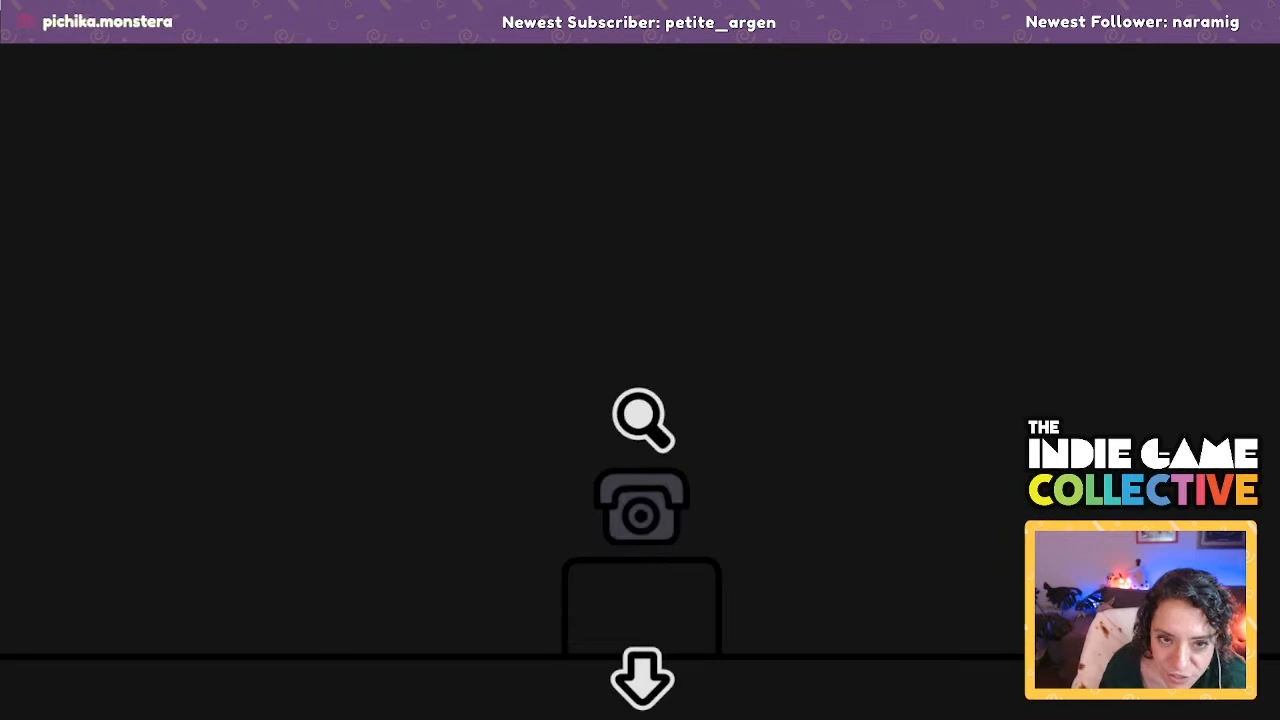 pichika.monstera
Newest Subscriber: petite_argen
Newest Follower: naramig
THE
INDIE GAME
COLLECTIVE